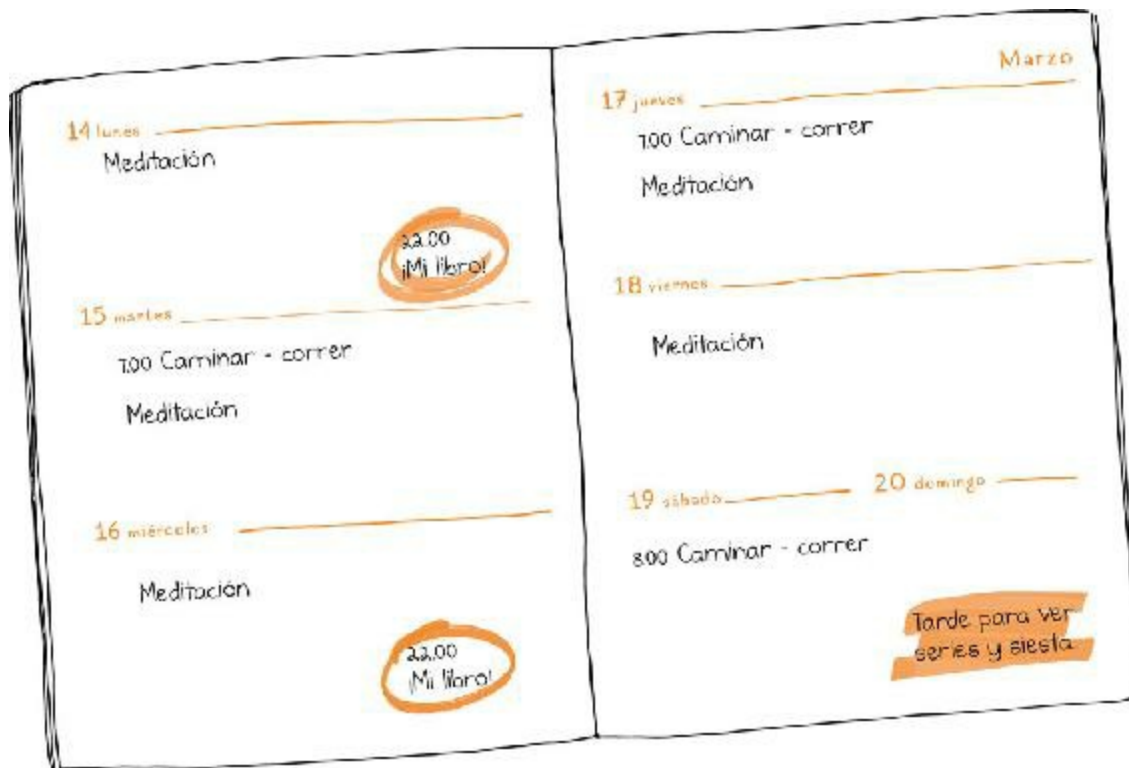 14 lunes
Meditación
22.00
¡Mi libro!
15 martes
7.00 Caminar - correr
Meditación
16 miércoles
Meditación
22.00
¡Mi libro!
Marzo
17 jueves
7.00 Caminar - correr
Meditación
18 viernes
Meditación
19 sábado
8.00 Caminar - correr
20 domingo
Tarde para ver
series y siesta